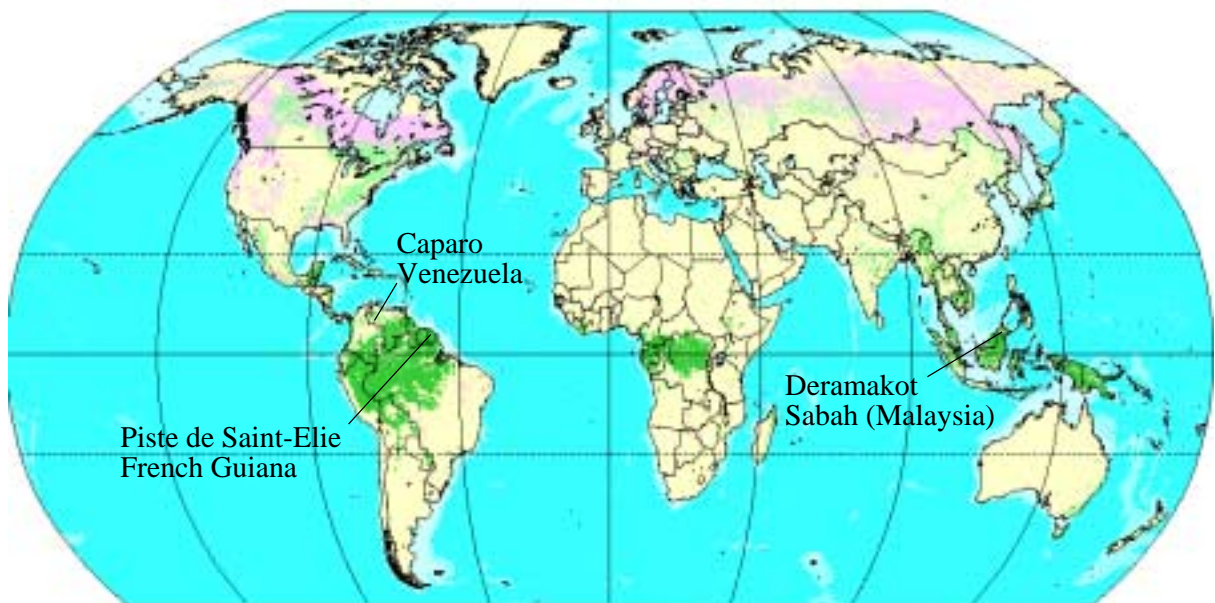 Caparo
Venezuela
Piste de Saint-Elie
French Guiana
Deramakot
Sabah (Malaysia)